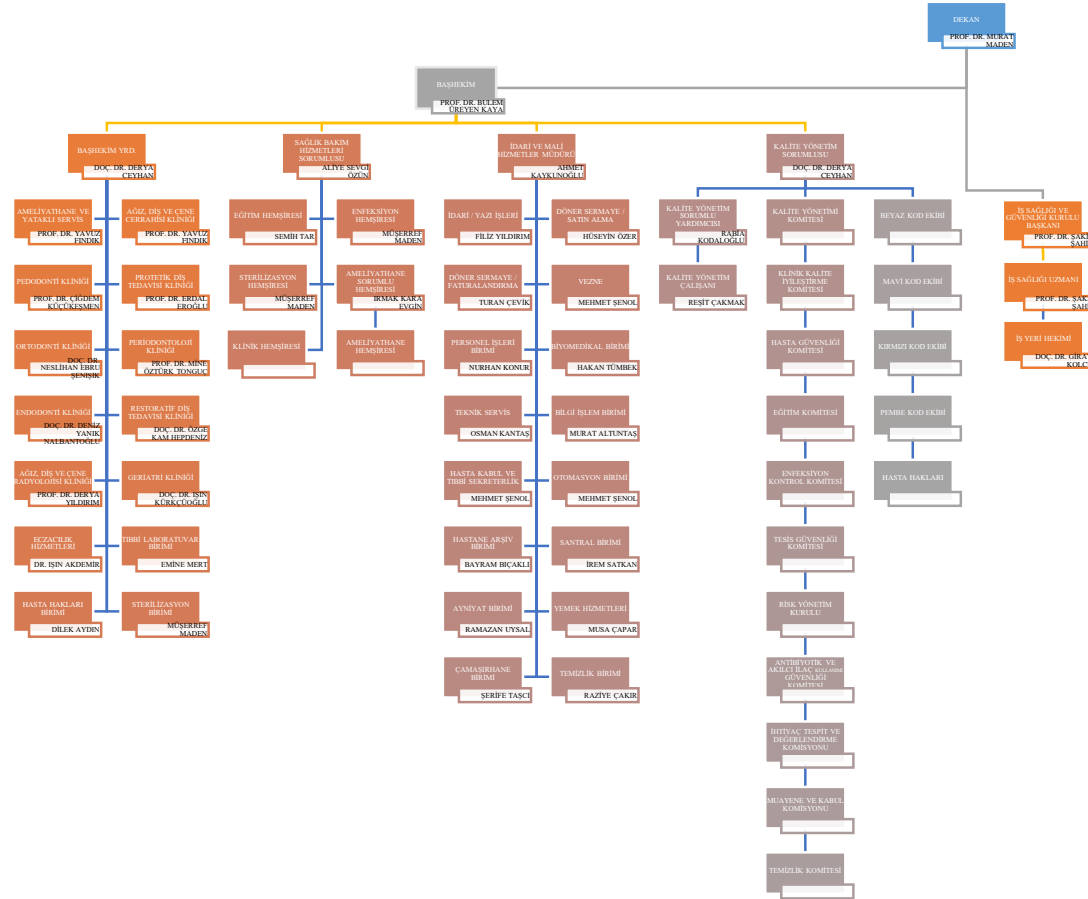 DEKAN
PROF. DR. MURAT
MADEN
BAŞHEKİM
PROF. DR. BULEM
ÜREYEN KAYA
BAŞHEKİM YRD.
DOÇ. DR. DERYA
CEYHAN
SAĞLIK BAKIM
HİZMETLERİ
SORUMLUSU
ALİYE SEVGİ
ÖZÜN
İDARİ VE MALİ
HİZMETLER MÜDÜRÜ
AHMET
KAYKUNOĞLU
KALİTE YÖNETİM
SORUMLUSU
DOÇ. DR. DERYA
CEYHAN
AMELİYATHANE VE
YATAKLI SERVİS
PROF. DR. YAVUZ
FINDIK
AĞIZ, DİŞ VE ÇENE
CERRAHİSİ KLİNİĞİ
PROF. DR. YAVUZ
FINDIK
PEDODONTİ KLİNİĞİ
PROF. DR. ÇİĞDEM
KÜÇÜKEŞMEN
PROTETİK DİŞ
TEDAVİSİ KLİNİĞİ
PROF. DR. ERDAL
EROĞLU
ORTODONTİ KLİNİĞİ
DOÇ. DR.
NESLİHAN EBRU
ŞENIŞIK
PERİODONTOLOJİ
KLİNİĞİ
PROF. DR. MİNE
ÖZTÜRK TONGUÇ
ENDODONTİ KLİNİĞİ
DOÇ. DR. DENİZ
YANIK
NALBANTOĞLU
RESTORATİF DİŞ
TEDAVİSİ KLİNİĞİ
DOÇ. DR. ÖZGE
KAM HEPDENİZ
AĞIZ, DİŞ VE ÇENE
RADYOLOJİSİ KLİNİĞİ
PROF. DR. DERYA
YILDIRIM
GERİATRİ KLİNİĞİ
DOÇ. DR. IŞIN
KÜRKÇÜOĞLU
ECZACILIK
HİZMETLERİ
DR. IŞIN AKDEMİR
TIBBİ LABORATUVAR
BİRİMİ
EMİNE MERT
HASTA HAKLARI
BİRİMİ
DİLEK AYDIN
STERİLİZASYON
BİRİMİ
MÜŞERREF
MADEN
EĞİTİM HEMŞİRESİ
SEMİH TAR
ENFEKSİYON
HEMŞİRESİ
MÜŞERREF
MADEN
STERİLİZASYON
HEMŞİRESİ
MÜŞERREF
MADEN
AMELİYATHANE
SORUMLU
HEMŞİRESİ
IRMAK KARA
EVGİN
KLİNİK HEMŞİRESİ
AMELİYATHANE
HEMŞİRESİ
İDARİ / YAZI İŞLERİ
FİLİZ YILDIRIM
DÖNER SERMAYE /
SATIN ALMA
HÜSEYİN ÖZER
DÖNER SERMAYE /
FATURALANDIRMA
TURAN ÇEVİK
VEZNE
MEHMET ŞENOL
PERSONEL İŞLERİ
BİRİMİ
NURHAN KONUR
BİYOMEDİKAL BİRİMİ
HAKAN TÜMBEK
TEKNİK SERVİS
OSMAN KANTAŞ
BİLGİ İŞLEM BİRİMİ
MURAT ALTUNTAŞ
HASTA KABUL VE
TIBBİ SEKRETERLİK
MEHMET ŞENOL
OTOMASYON BİRİMİ
MEHMET ŞENOL
HASTANE ARŞİV
BİRİMİ
BAYRAM BIÇAKLI
SANTRAL BİRİMİ
İREM SATKAN
AYNİYAT BİRİMİ
RAMAZAN UYSAL
YEMEK HİZMETLERİ
MUSA ÇAPAR
ÇAMAŞIRHANE
BİRİMİ
ŞERİFE TAŞCI
TEMİZLİK BİRİMİ
RAZİYE ÇAKIR
KALİTE YÖNETİM
SORUMLU
YARDIMCISI
RABİA
KODALOĞLU
KALİTE YÖNETİM
ÇALIŞANI
REŞİT ÇAKMAK
KALİTE YÖNETİMİ
KOMİTESİ
KLİNİK KALİTE
İYİLEŞTİRME
KOMİTESİ
HASTA GÜVENLİĞİ
KOMİTESİ
EĞİTİM KOMİTESİ
ENFEKSİYON
KONTROL KOMİTESİ
TESİS GÜVENLİĞİ
KOMİTESİ
RİSK YÖNETİM
KURULU
ANTİBİYOTİK VE
AKILCI İLAÇ KULLANIMI
GÜVENLİĞİ
KOMİTESİ
İHTİYAÇ TESPİT VE
DEĞERLENDİRME
KOMİSYONU
MUAYENE VE KABUL
KOMİSYONU
TEMİZLİK KOMİTESİ
BEYAZ KOD EKİBİ
MAVİ KOD EKİBİ
KIRMIZI KOD EKİBİ
PEMBE KOD EKİBİ
HASTA HAKLARI
İŞ SAĞLIĞI VE
GÜVENLİĞİ KURULU
BAŞKANI
PROF. DR.
İŞ SAĞLIĞI UZMANI
PROF. DR.
İŞ YERİ HEKİMİ
DOÇ. DR.